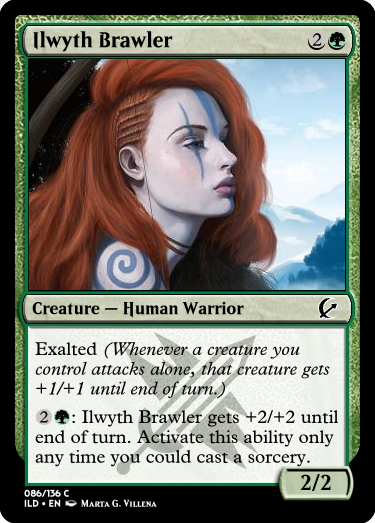 Ilwyth Brawler 2
Creature — Human Warrior
Exalted (Whenever a creature you
control attacks alone, that creature gets
+1/+1 until end of turn.)
2 : Ilwyth Brawler gets +2/+2 until
end of turn. Activate this ability only
any time you could cast a sorcery.
2/2
086/136 C
ILD • EN Marta G. Villena